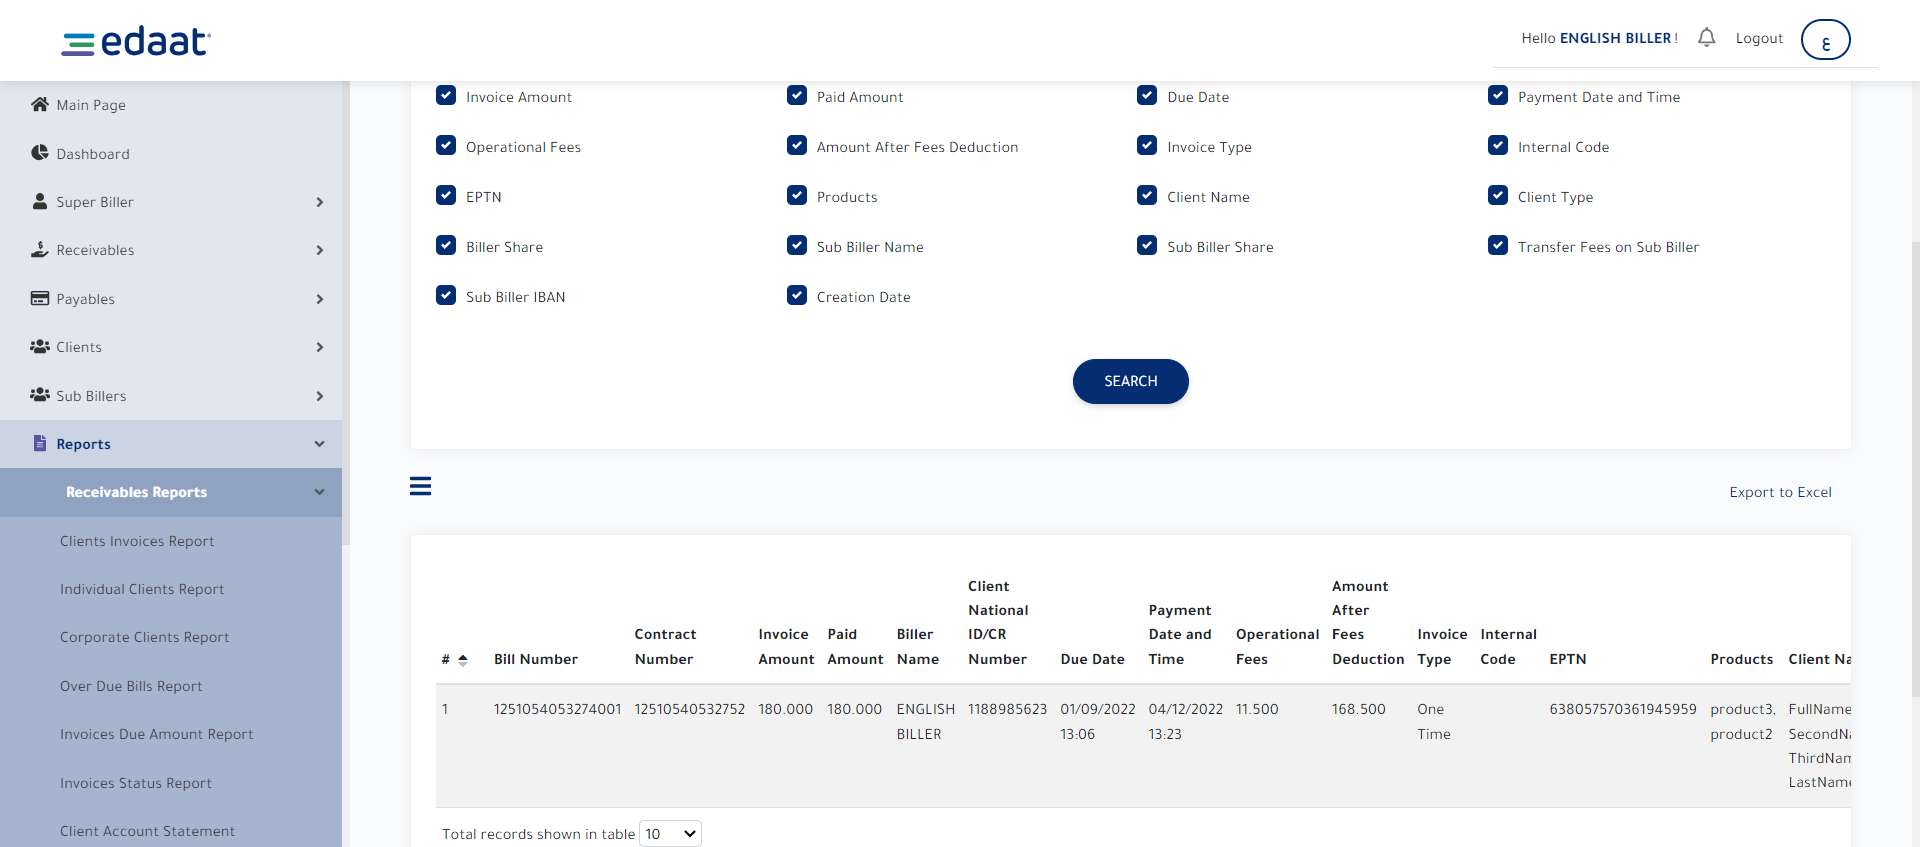 edaat
Hello ENGLISH BILLER !
Logout
ع
Main Page
Dashboard
Super Biller
Receivables
Payables
Clients
Sub Billers
Reports
Receivables Reports
Clients Invoices Report
Individual Clients Report
Corporate Clients Report
Over Due Bills Report
Invoices Due Amount Report
Invoices Status Report
Client Account Statement
Invoice Amount
Paid Amount
Due Date
Payment Date and Time
Operational Fees
Amount After Fees Deduction
Invoice Type
Internal Code
EPTN
Products
Client Name
Client Type
Biller Share
Sub Biller Name
Sub Biller Share
Transfer Fees on Sub Biller
Sub Biller IBAN
Creation Date
SEARCH
Export to Excel
#
Bill Number
Contract
Number
Invoice
Amount
Paid
Amount
Biller
Name
Client
National
ID/CR
Number
Due Date
Payment
Date and
Time
Operational
Fees
Amount
After
Fees
Deduction
Invoice
Type
Internal
Code
EPTN
Products
Client Na
1
1251054053274001
12510540532752
180.000
180.000
ENGLISH
BILLER
1188985623
01/09/2022
13:06
04/12/2022
13:23
11.500
168.500
One
Time
638057570361945959
product3,
product2
FullName
SecondNa
ThirdNam
LastName
Total records shown in table 10